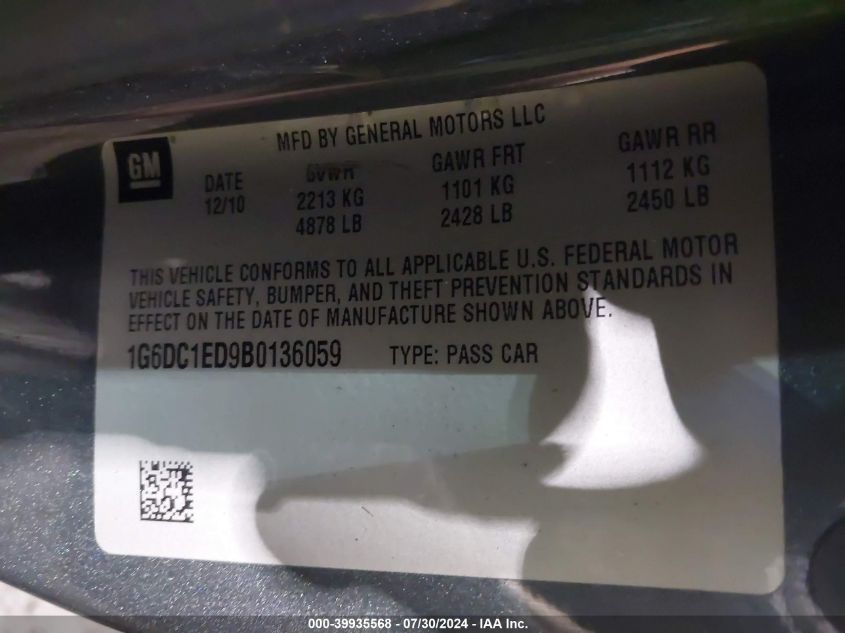 MFD BY GENERAL MOTORS LLC
GM DATE GVWR GAWR FRT GAWR RR
12/10 2213 KG 1101 KG 1112 KG
4878 LB 2428 LB 2450 LB
THIS VEHICLE CONFORMS TO ALL APPLICABLE U.S. FEDERAL MOTOR
VEHICLE SAFETY, BUMPER, AND THEFT PREVENTION STANDARDS IN
EFFECT ON THE DATE OF MANUFACTURE SHOWN ABOVE.
1G6DC1ED9B0136059 TYPE: PASS CAR
000-39935568 - 07/30/2024 - IAA Inc.